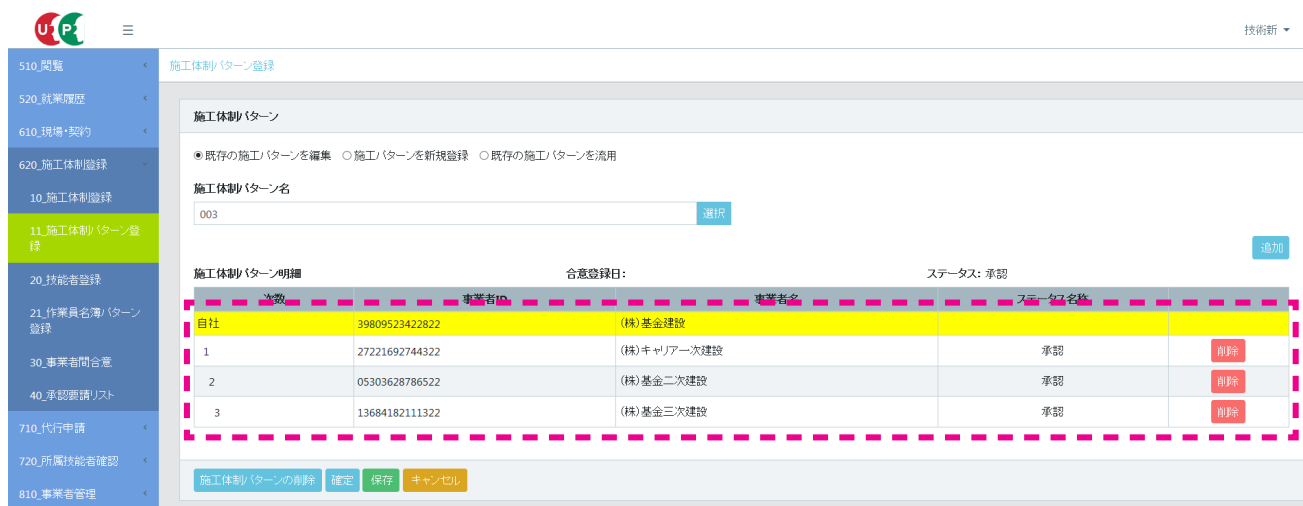 U P
☰
技術新
510_閲覧
520_就業履歴
610_現場・契約
620_施工体制登録
10_施工体制登録
11_施工体制パターン登
録
20_技能者登録
21_作業員名簿パターン
登録
30_事業者間合意
40_承認要請リスト
710_代行申請
720_所属技能者確認
810_事業者管理
施工体制パターン登録
施工体制パターン
既存の施工パターンを編集 施工パターンを新規登録 既存の施工パターンを流用
施工体制パターン名
003 選択
追加
施工体制パターン明細 合意登録日: ステータス: 承認
次数 事業者ID 事業者名 ステータス名称
自社 39809523422822 (株)基金建設
1 27221692744322 (株)キャリア一次建設 承認 削除
2 05303628786522 (株)基金二次建設 承認 削除
3 13684182111322 (株)基金三次建設 承認 削除
施工体制パターンの削除 確定 保存 キャンセル